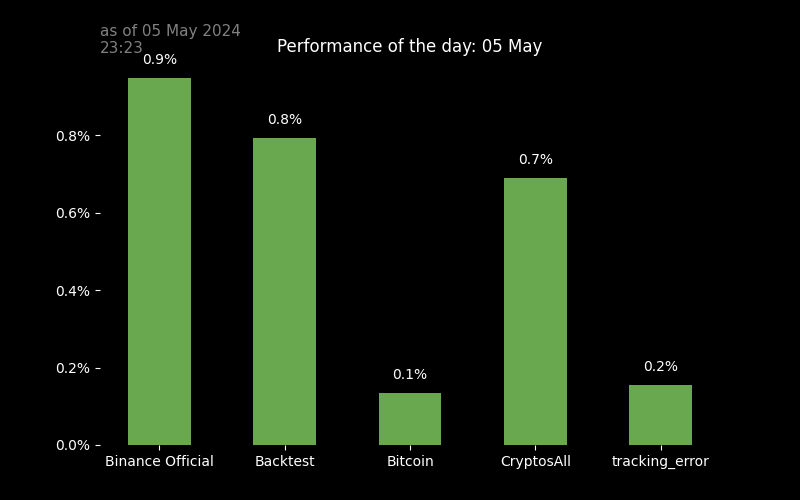 as of 05 May 2024
23:23
Performance of the day: 05 May
0.9%
0.8%
0.1%
0.7%
0.2%
0.8%
0.6%
0.4%
0.2%
0.0%
Binance Official
Backtest
Bitcoin
CryptosAll
tracking_error